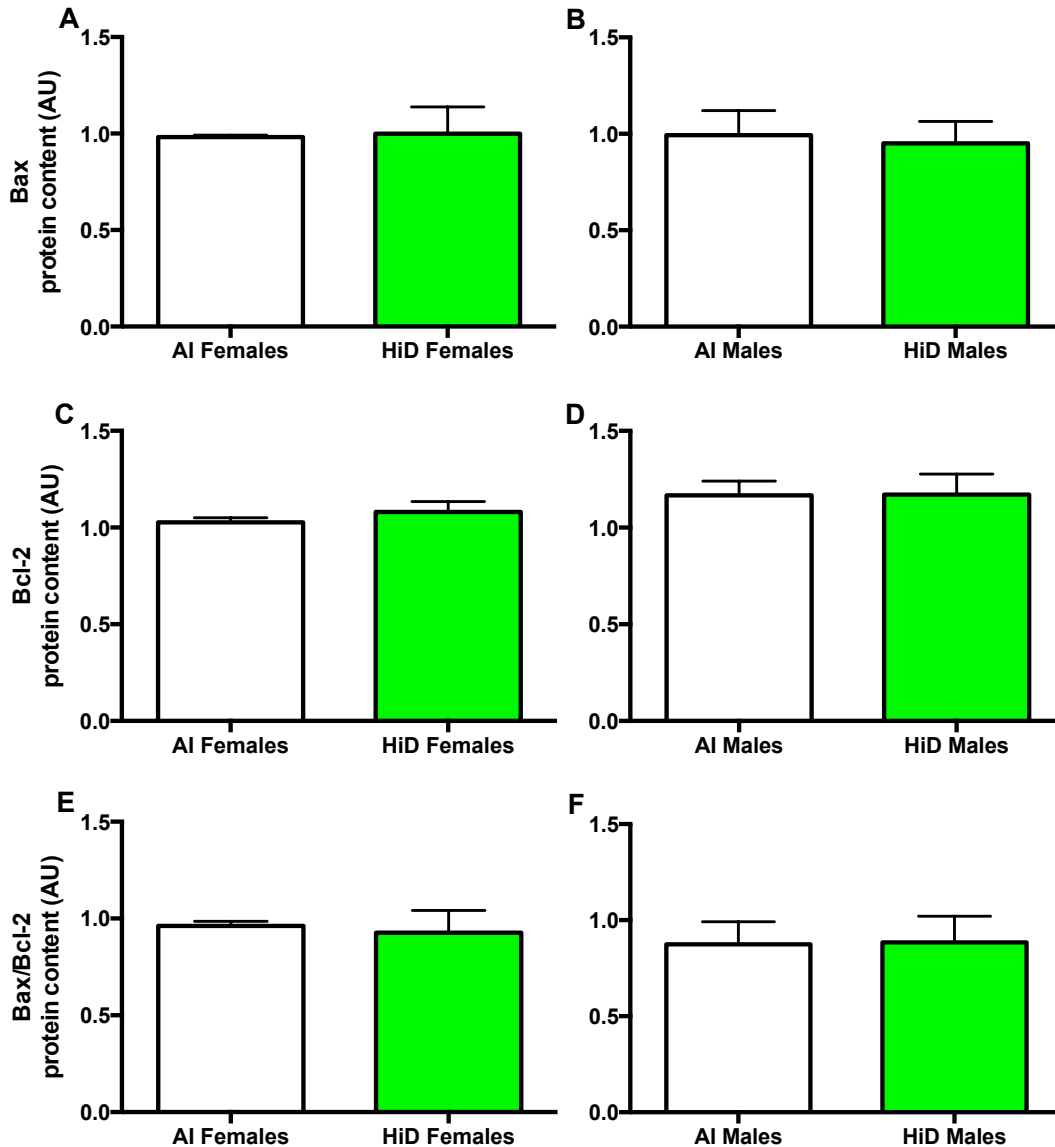 A
B
Bax
protein content (AU)
1.5
1.0
0.5
0.0
AI Females
HiD Females
1.5
1.0
0.5
0.0
AI Males
HiD Males
C
D
Bcl-2
protein content (AU)
1.5
1.0
0.5
0.0
AI Females
HiD Females
1.5
1.0
0.5
0.0
AI Males
HiD Males
E
F
Bax/Bcl-2
protein content (AU)
1.5
1.0
0.5
0.0
AI Females
HiD Females
1.5
1.0
0.5
0.0
AI Males
HiD Males